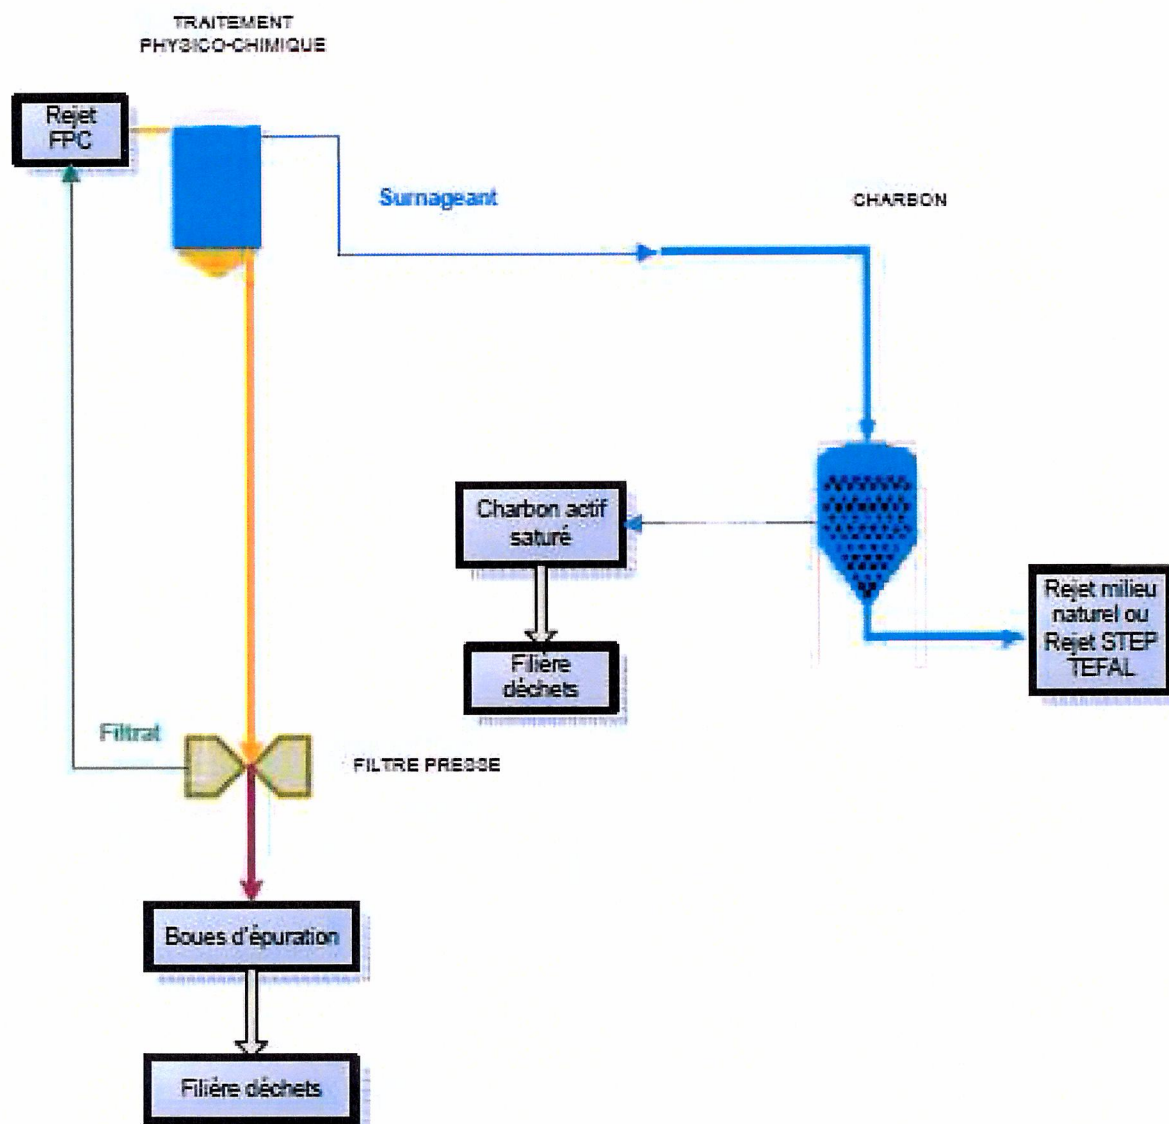 TRAITEMENT
PHYSICO-CHIMIQUE
Rejet
FPC
Surnageant
CHARBON
Charbon actif
saturé
Filière
déchets
Rejet milieu
naturel ou
Rejet STEP
TEFAL
Filtrat
FILTRE PRESSE
Boues d'épuration
Filière déchets